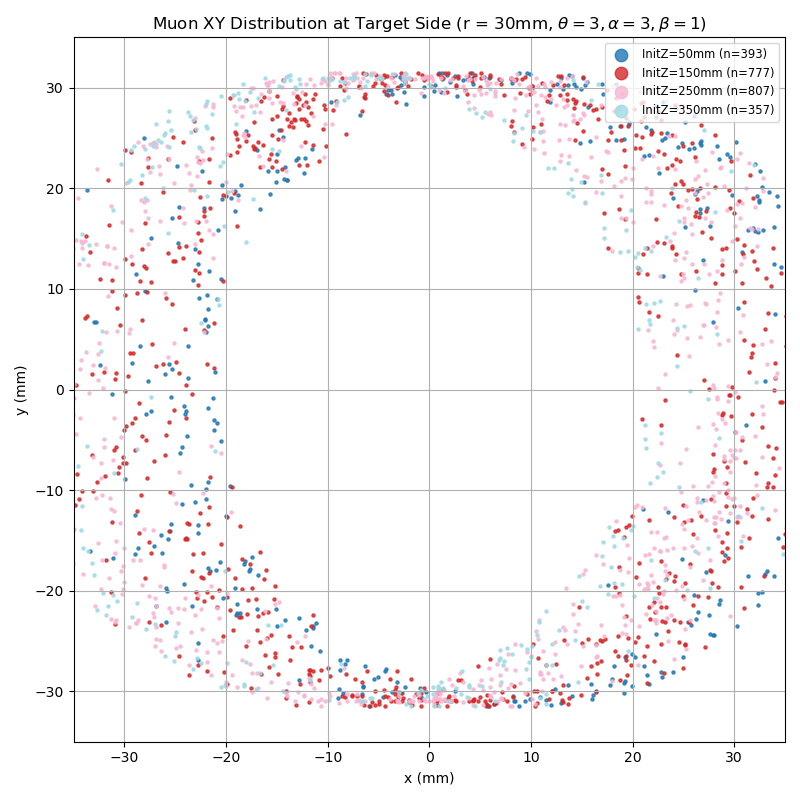 Muon XY Distribution at Target Side (r = 30mm, θ = 3, α = 3, β = 1)
InitZ=50mm (n=393)
InitZ=150mm (n=777)
InitZ=250mm (n=807)
InitZ=350mm (n=357)
y (mm)
30
20
10
0
−10
−20
−30
−30 −20 −10 0 10 20 30
x (mm)